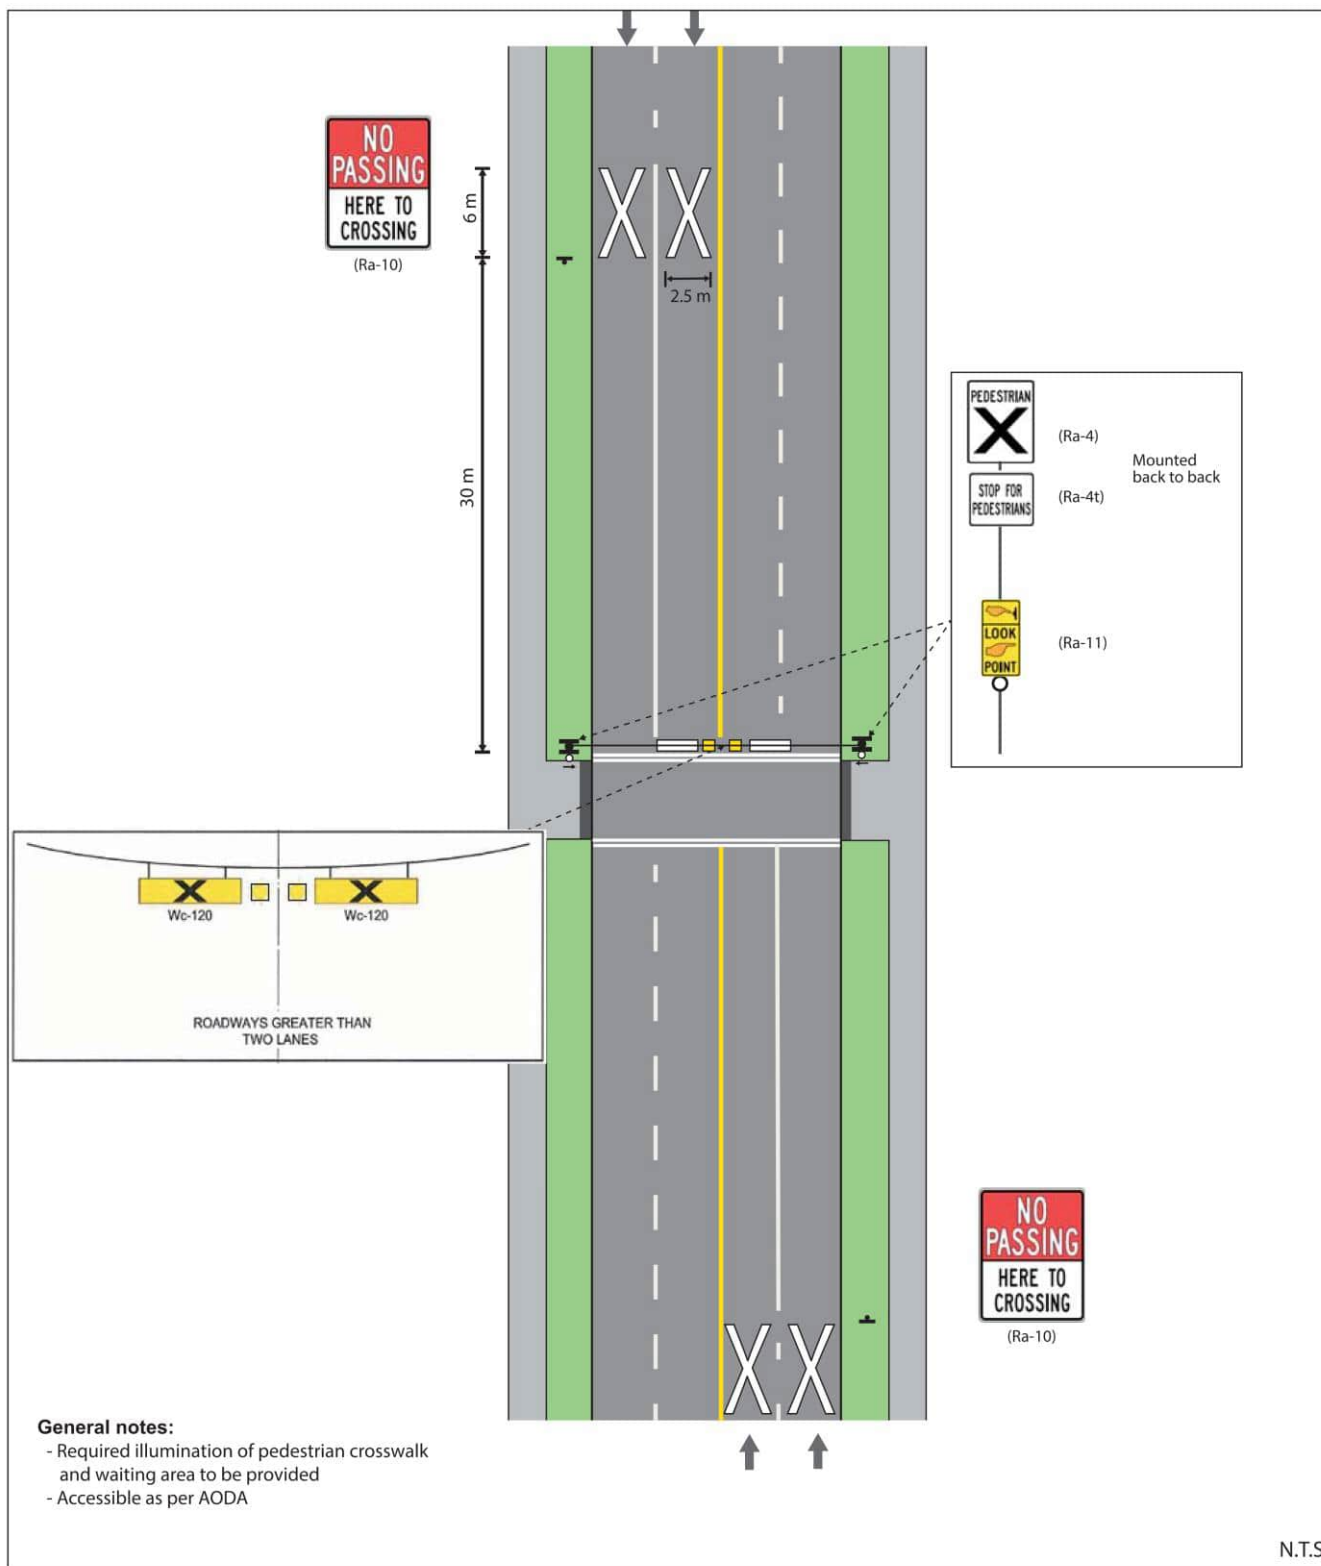 NO
PASSING
HERE TO
CROSSING
(Ra-10)
6 m
2.5 m
30 m
PEDESTRIAN
X
(Ra-4)
Mounted
back to back
STOP FOR
PEDESTRIANS
(Ra-4t)
LOOK
POINT
(Ra-11)
Wc-120
Wc-120
ROADWAYS GREATER THAN
TWO LANES
NO
PASSING
HERE TO
CROSSING
(Ra-10)
General notes:
- Required illumination of pedestrian crosswalk
and waiting area to be provided
- Accessible as per AODA
N.T.S